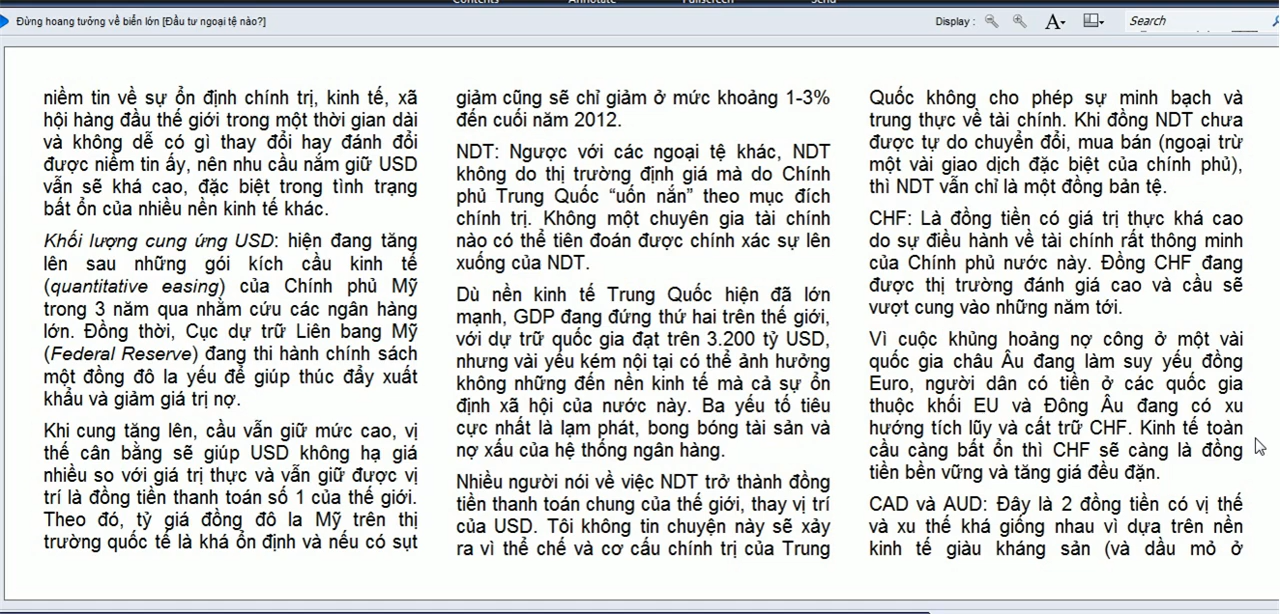 Contents Annotate Fullscreen Send
Đừng hoang tưởng về biển lớn [Đầu tư ngoại tệ nào?]
Display :
A
Search
niềm tin về sự ổn định chính trị, kinh tế, xã
hội hàng đầu thế giới trong một thời gian dài
và không dễ có gì thay đổi hay đánh đổi
được niềm tin ấy, nên nhu cầu nắm giữ USD
vẫn sẽ khá cao, đặc biệt trong tình trạng
bất ổn của nhiều nền kinh tế khác.
Khối lượng cung ứng USD: hiện đang tăng
lên sau những gói kích cầu kinh tế
(quantitative easing) của Chính phủ Mỹ
trong 3 năm qua nhằm cứu các ngân hàng
lớn. Đồng thời, Cục dự trữ Liên bang Mỹ
(Federal Reserve) đang thi hành chính sách
một đồng đô la yếu để giúp thúc đẩy xuất
khẩu và giảm giá trị nợ.
Khi cung tăng lên, cầu vẫn giữ mức cao, vị
thế cân bằng sẽ giúp USD không hạ giá
nhiều so với giá trị thực và vẫn giữ được vị
trí là đồng tiền thanh toán số 1 của thế giới.
Theo đó, tỷ giá đồng đô la Mỹ trên thị
trường quốc tế là khá ổn định và nếu có sụt
giảm cũng sẽ chỉ giảm ở mức khoảng 1-3%
đến cuối năm 2012.
NDT: Ngược với các ngoại tệ khác, NDT
không do thị trường định giá mà do Chính
phủ Trung Quốc “uốn nắn” theo mục đích
chính trị. Không một chuyên gia tài chính
nào có thể tiên đoán được chính xác sự lên
xuống của NDT.
Dù nền kinh tế Trung Quốc hiện đã lớn
mạnh, GDP đang đứng thứ hai trên thế giới,
với dự trữ quốc gia đạt trên 3.200 tỷ USD,
nhưng vài yếu kém nội tại có thể ảnh hưởng
không những đến nền kinh tế mà cả sự ổn
định xã hội của nước này. Ba yếu tố tiêu
cực nhất là lạm phát, bong bóng tài sản và
nợ xấu của hệ thống ngân hàng.
Nhiều người nói về việc NDT trở thành đồng
tiền thanh toán chung của thế giới, thay vị trí
của USD. Tôi không tin chuyện này sẽ xảy
ra vì thể chế và cơ cấu chính trị của Trung
Quốc không cho phép sự minh bạch và
trung thực về tài chính. Khi đồng NDT chưa
được tự do chuyển đổi, mua bán (ngoại trừ
một vài giao dịch đặc biệt của chính phủ),
thì NDT vẫn chỉ là một đồng bản tệ.
CHF: Là đồng tiền có giá trị thực khá cao
do sự điều hành về tài chính rất thông minh
của Chính phủ nước này. Đồng CHF đang
được thị trường đánh giá cao và cầu sẽ
vượt cung vào những năm tới.
Vì cuộc khủng hoảng nợ công ở một vài
quốc gia châu Âu đang làm suy yếu đồng
Euro, người dân có tiền ở các quốc gia
thuộc khối EU và Đông Âu đang có xu
hướng tích lũy và cất trữ CHF. Kinh tế toàn
cầu càng bất ổn thì CHF sẽ càng là đồng
tiền bền vững và tăng giá đều đặn.
CAD và AUD: Đây là 2 đồng tiền có vị thế
và xu thế khá giống nhau vì dựa trên nền
kinh tế giàu kháng sản (và dầu mỏ ở